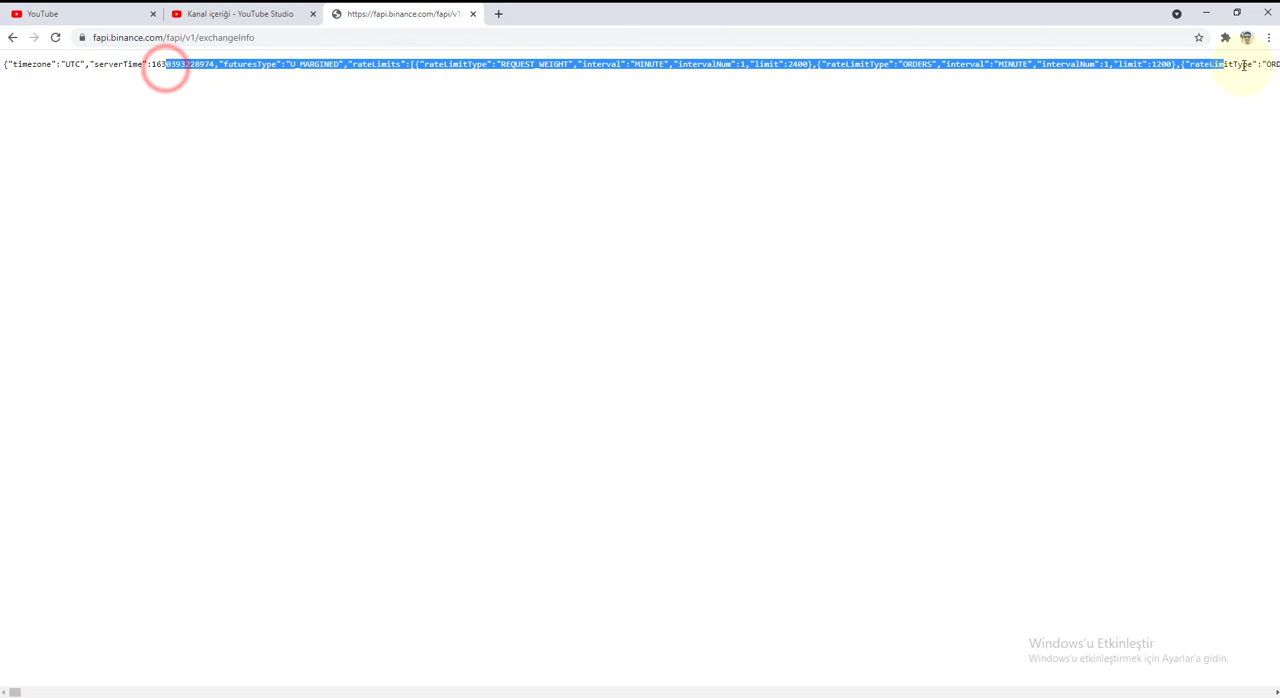 YouTube
Kanal içeriği - YouTube Studio
https://fapi.binance.com/fapi/v1
fapi.binance.com/fapi/v1/exchangeInfo
{"timezone":"UTC","serverTime":1630393228974,"futuresType":"U_MARGINED","rateLimits":[{"rateLimitType":"REQUEST_WEIGHT","interval":"MINUTE","intervalNum":1,"limit":2400},{"rateLimitType":"ORDERS","interval":"MINUTE","intervalNum":1,"limit":1200},{"rateLimitType":"ORD
Windows'u Etkinleştir
Windows'u etkinleştirmek için Ayarlar'a gidin.